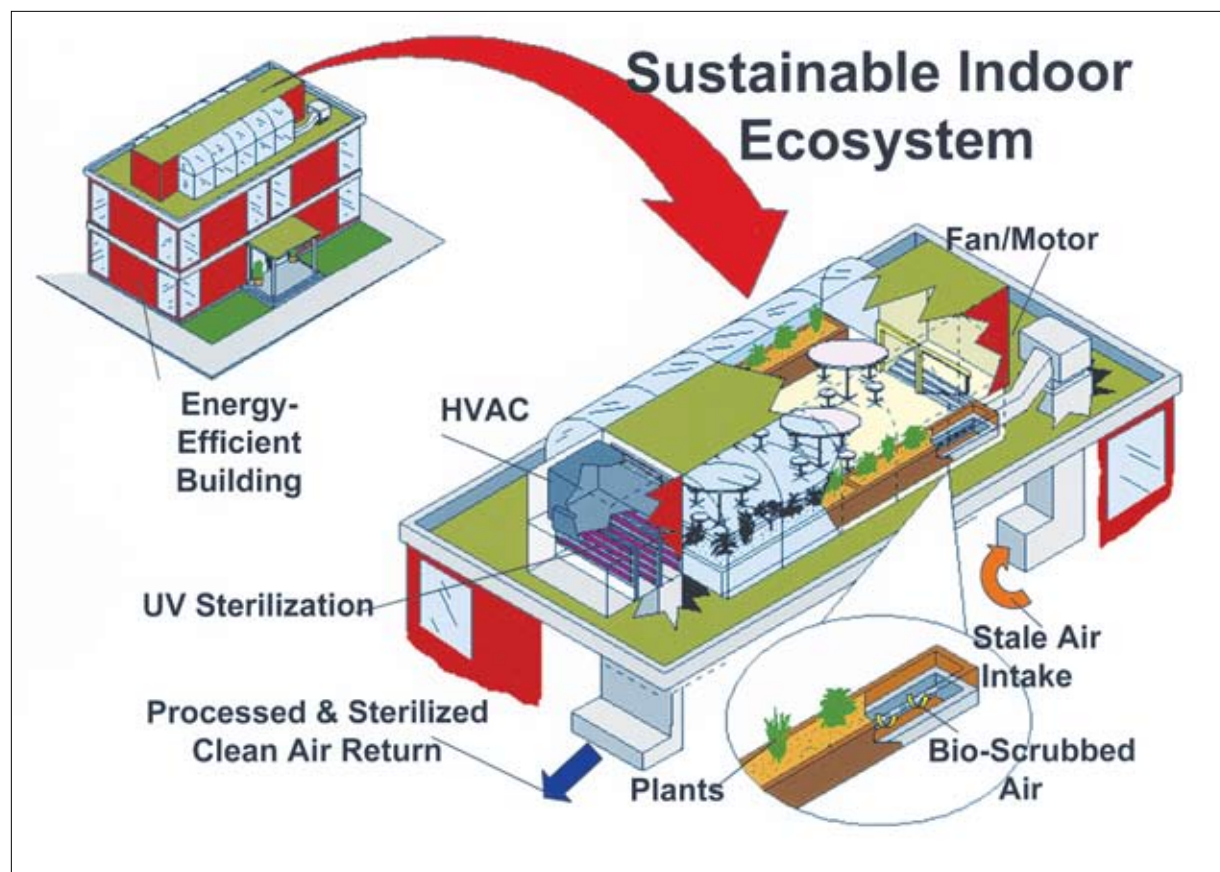 Sustainable Indoor
Ecosystem
Fan/Motor
HVAC
Energy-
Efficient
Building
UV Sterilization
Stale Air
Intake
Processed & Sterilized
Clean Air Return
Plants
Bio-Scrubbed
Air